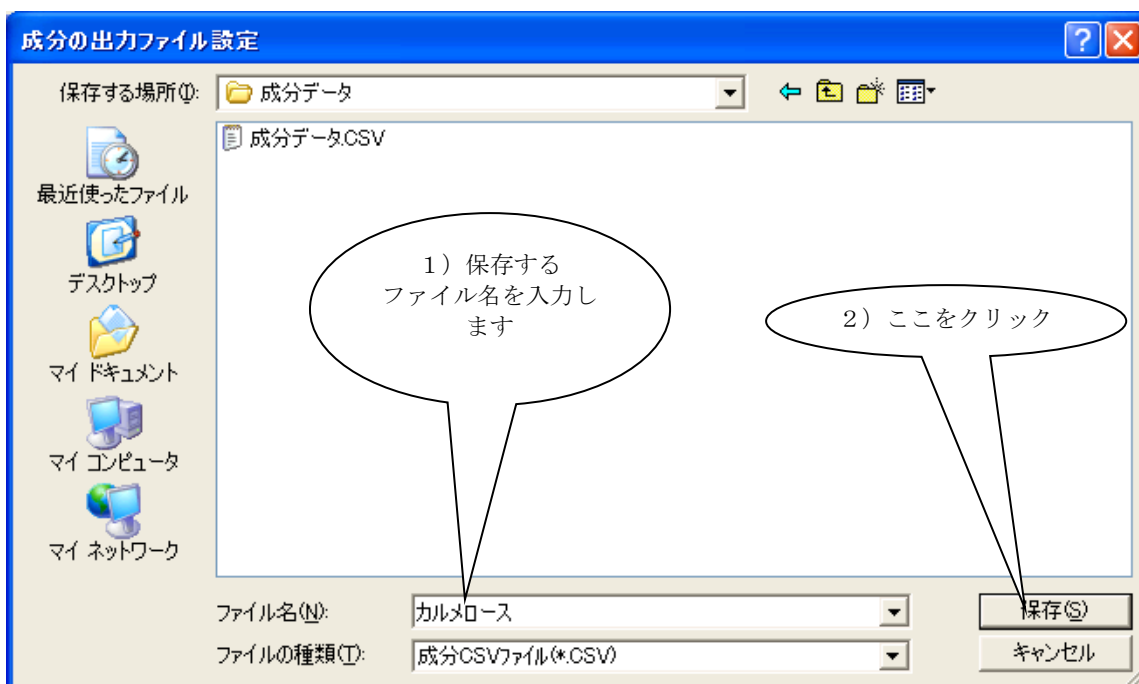 成分の出力ファイル設定
保存する場所(I):
成分データ
成分データ.CSV
最近使ったファイル
デスクトップ
マイ ドキュメント
マイ コンピュータ
マイ ネットワーク
1)保存する
ファイル名を入力し
ます
2)ここをクリック
ファイル名(N):
カルメロース
保存(S)
ファイルの種類(T):
成分CSVファイル(*.CSV)
キャンセル